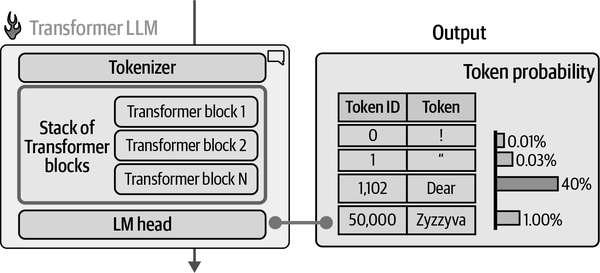 Transformer LLM
Tokenizer
Stack of
Transformer
blocks
Transformer block 1
Transformer block 2
Transformer block N
LM head
Output
Token probability
Token ID Token
0 ! 0.01%
1 " 0.03%
1,102 Dear 40%
50,000 Zyzzyva 1.00%